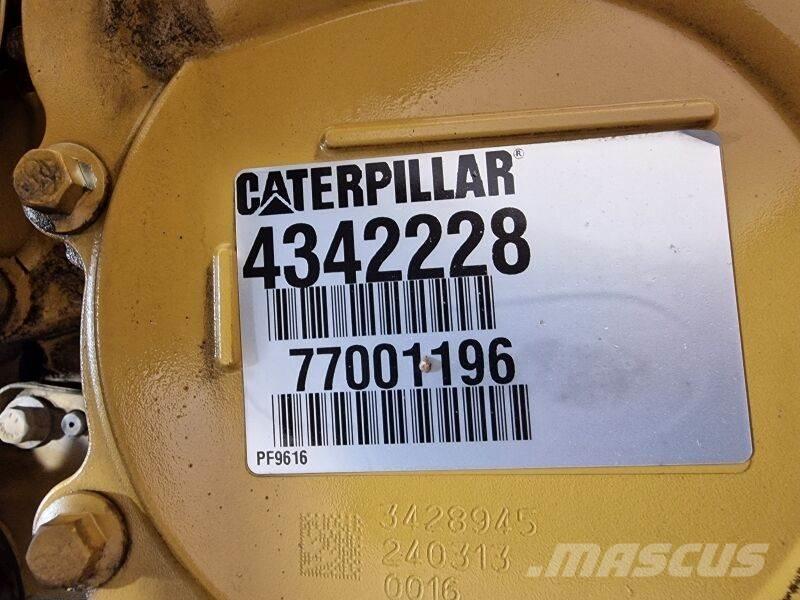 CATERPILLAR®
4342228
77001196
PF9616
3428945
240313
0016
MASCUS